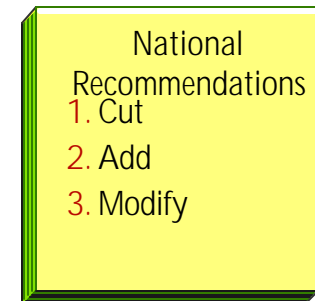 National
Recommendations
1. Cut
2. Add
3. Modify